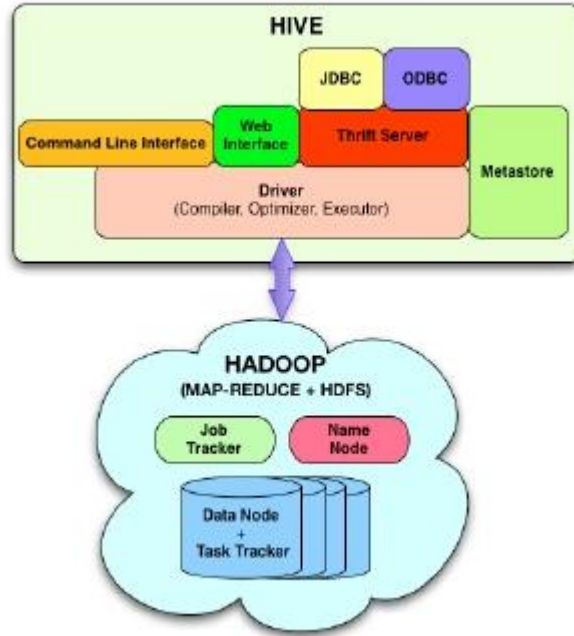 HIVE
JDBC
ODBC
Command Line Interface
Web
Interface
Thrift Server
Metastore
Driver
(Compiler, Optimizer, Executor)
HADOOP
(MAP-REDUCE + HDFS)
Job
Tracker
Name
Node
Data Node
+
Task Tracker